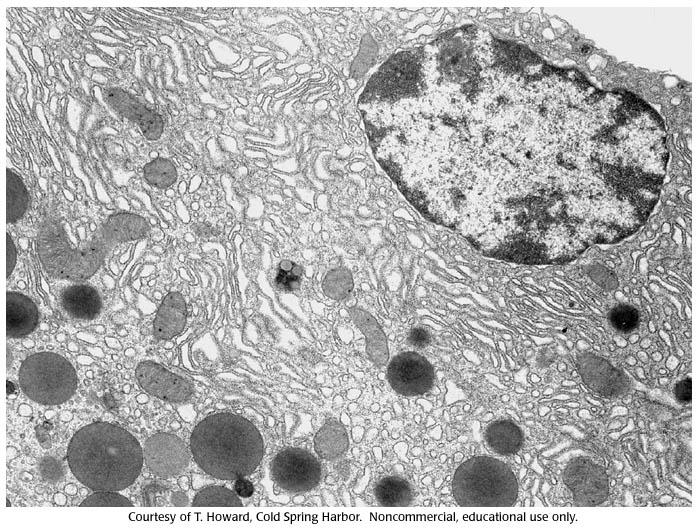 Courtesy of T. Howard, Cold Spring Harbor.  Noncommercial, educational use only.